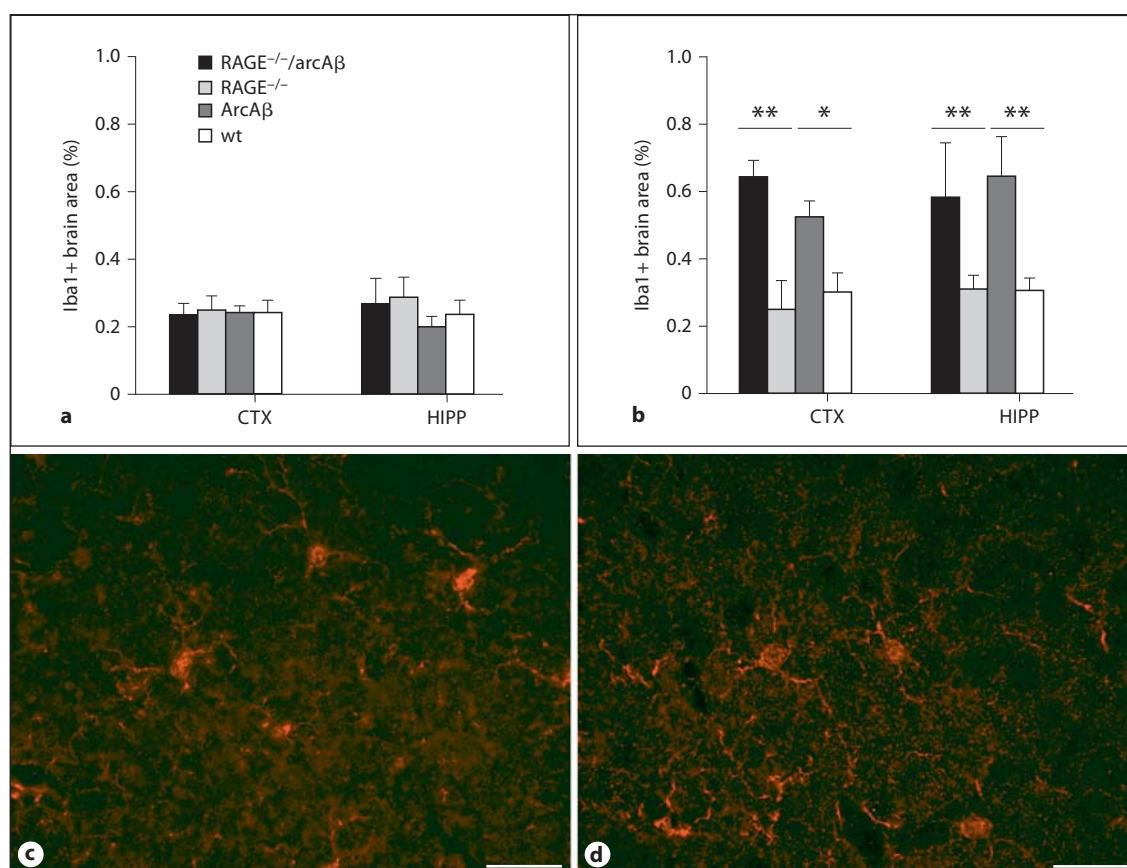 1.0
0.8
0.6
0.4
0.2
0
Iba1+ brain area (%)
RAGE–/–/arcAβ
RAGE–/–
ArcAβ
wt
CTX
HIPP
a
1.0
0.8
0.6
0.4
0.2
0
Iba1+ brain area (%)
** *
** **
CTX
HIPP
b
c
d